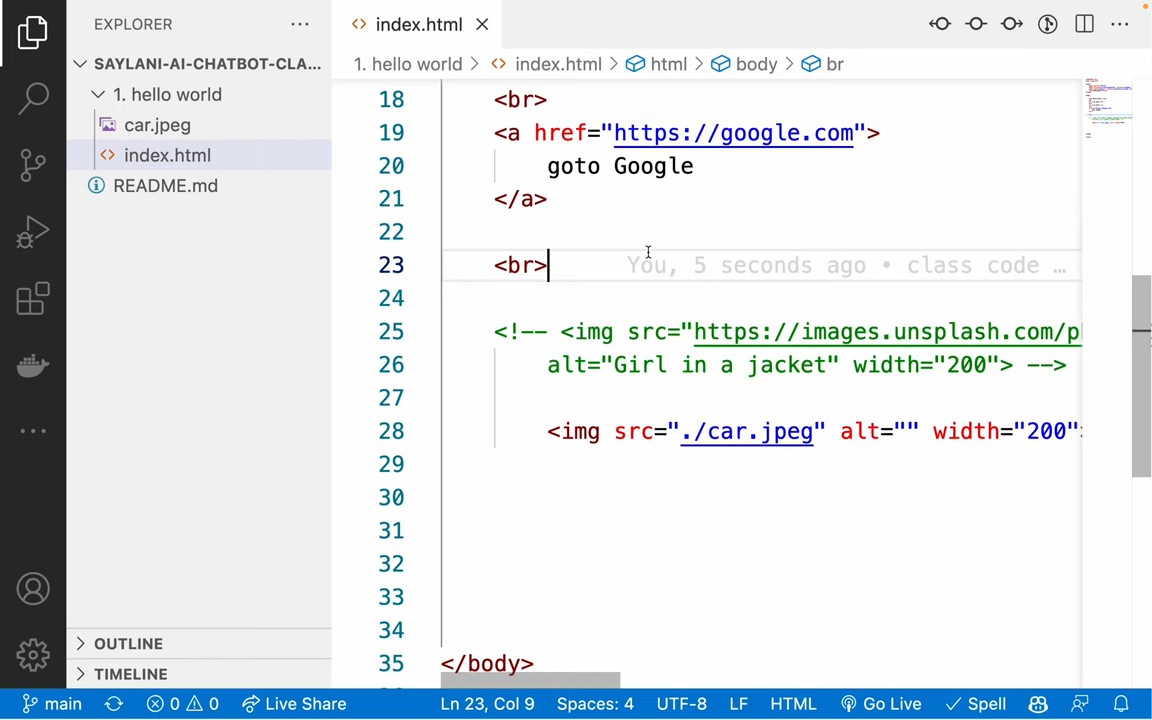 EXPLORER
index.html
SAYLANI-AI-CHATBOT-CLA...
1. hello world
car.jpeg
index.html
README.md
OUTLINE
TIMELINE
1. hello world > index.html > html > body > br
18 <br>
19 <a href="https://google.com">
20 goto Google
21 </a>
22
23 <br> You, 5 seconds ago • class code …
24
25 <!-- <img src="https://images.unsplash.com/p
26 alt="Girl in a jacket" width="200"> -->
27
28 <img src="./car.jpeg" alt="" width="200"
29
30
31
32
33
34
35 </body>
main 0 0 Live Share Ln 23, Col 9 Spaces: 4 UTF-8 LF HTML Go Live Spell